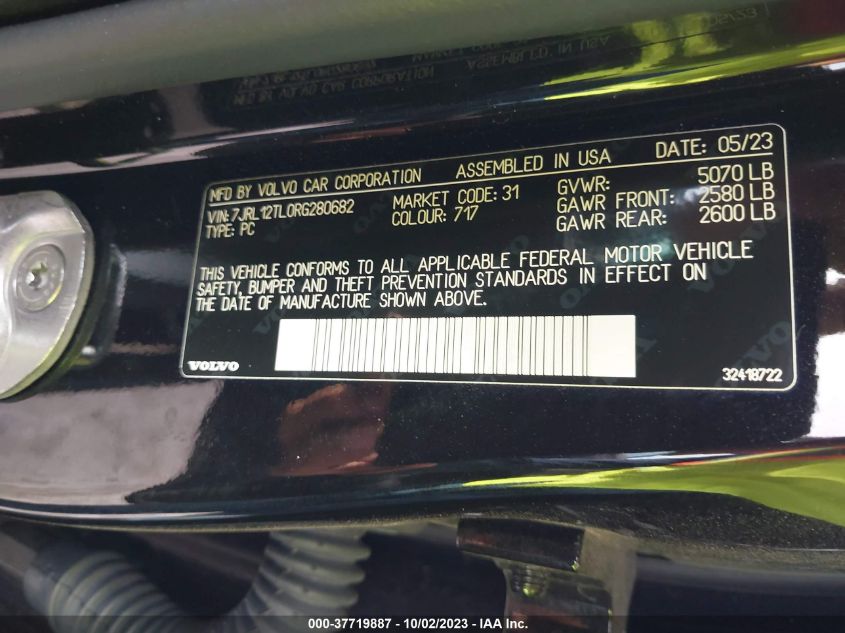 MFD BY VOLVO CAR CORPORATION ASSEMBLED IN USA DATE: 05/23
VIN: 7JRL12TL0RG280682 MARKET CODE: 31 GVWR: 5070 LB
TYPE: PC COLOUR: 717 GAWR FRONT: 2580 LB
GAWR REAR: 2600 LB
THIS VEHICLE CONFORMS TO ALL APPLICABLE FEDERAL MOTOR VEHICLE
SAFETY, BUMPER AND THEFT PREVENTION STANDARDS IN EFFECT ON
THE DATE OF MANUFACTURE SHOWN ABOVE.
VOLVO
32418722
000-37719887 - 10/02/2023 - IAA Inc.